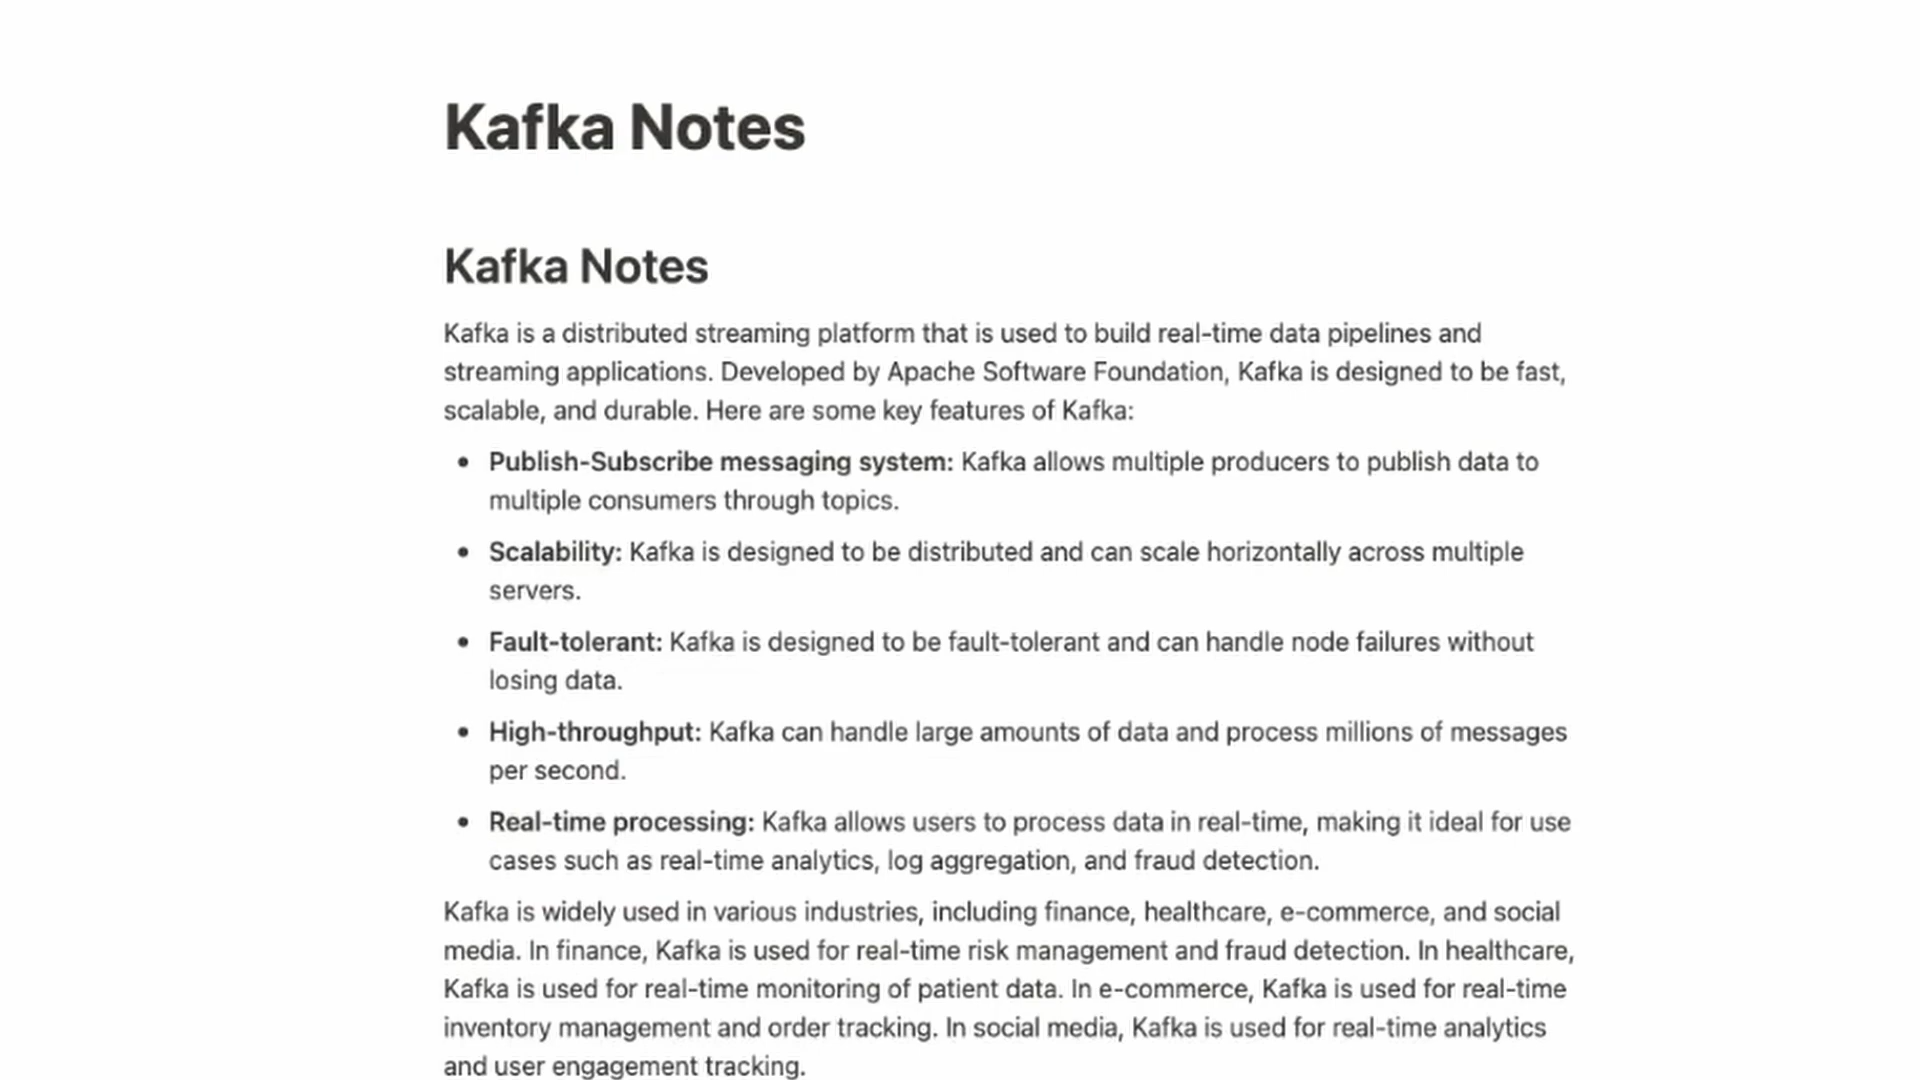 Kafka Notes
Kafka Notes
Kafka is a distributed streaming platform that is used to build real-time data pipelines and
streaming applications. Developed by Apache Software Foundation, Kafka is designed to be fast,
scalable, and durable. Here are some key features of Kafka:
• Publish-Subscribe messaging system: Kafka allows multiple producers to publish data to
multiple consumers through topics.
• Scalability: Kafka is designed to be distributed and can scale horizontally across multiple
servers.
• Fault-tolerant: Kafka is designed to be fault-tolerant and can handle node failures without
losing data.
• High-throughput: Kafka can handle large amounts of data and process millions of messages
per second.
• Real-time processing: Kafka allows users to process data in real-time, making it ideal for use
cases such as real-time analytics, log aggregation, and fraud detection.
Kafka is widely used in various industries, including finance, healthcare, e-commerce, and social
media. In finance, Kafka is used for real-time risk management and fraud detection. In healthcare,
Kafka is used for real-time monitoring of patient data. In e-commerce, Kafka is used for real-time
inventory management and order tracking. In social media, Kafka is used for real-time analytics
and user engagement tracking.